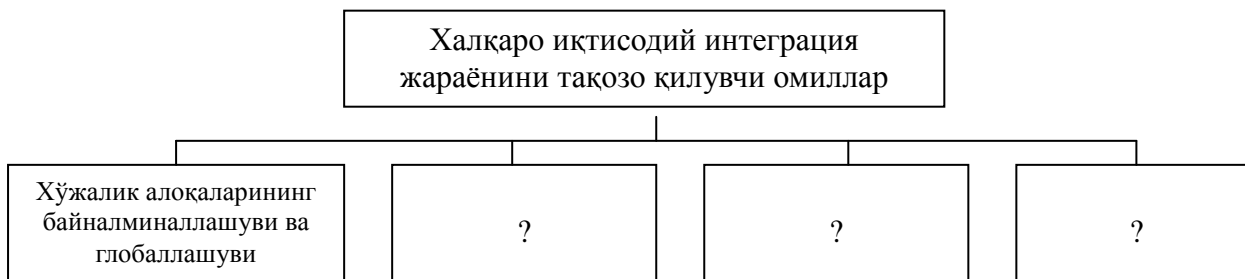 Халқаро иқтисодий интеграция
жараёнини тақозо қилувчи омиллар
Хўжалик алоқаларининг
байналминаллашуви ва
глобаллашуви
?
?
?